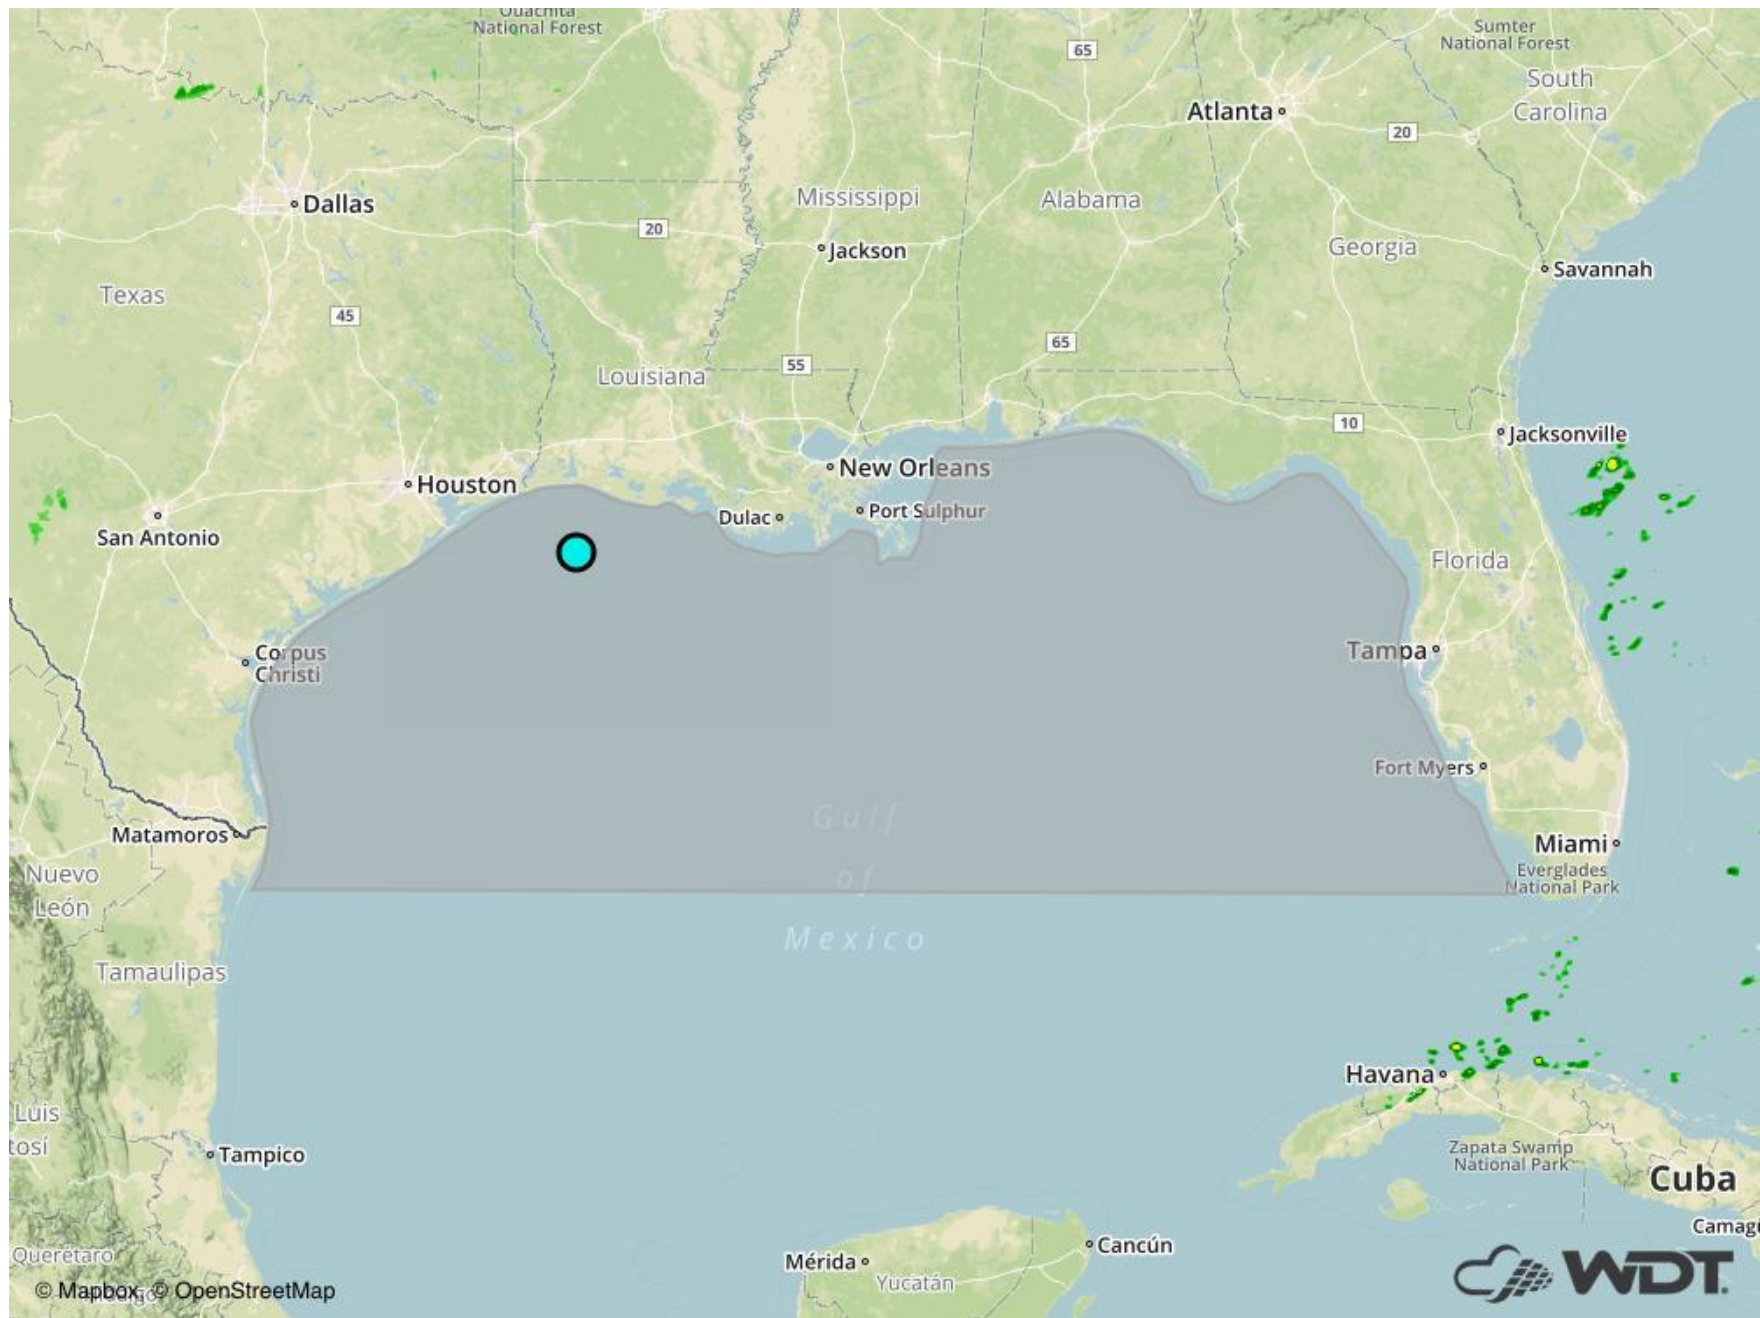 Ouachita
National Forest
65
Sumter
National Forest
South
Carolina
Atlanta
20
Dallas
Mississippi
Alabama
20
Jackson
Georgia
Savannah
Texas
45
65
55
Louisiana
10
Jacksonville
New Orleans
Houston
Dulac
Port Sulphur
San Antonio
Florida
Corpus
Christi
Tampa
Fort Myers
Gulf
of
Mexico
Matamoros
Miami
Everglades
National Park
Nuevo
León
Tamaulipas
Havana
Luis
tosí
Tampico
Zapata Swamp
National Park
Cuba
Camagü
Mérida
Cancún
Yucatán
Querétaro
Hidalgo
© Mapbox, © OpenStreetMap
WDT